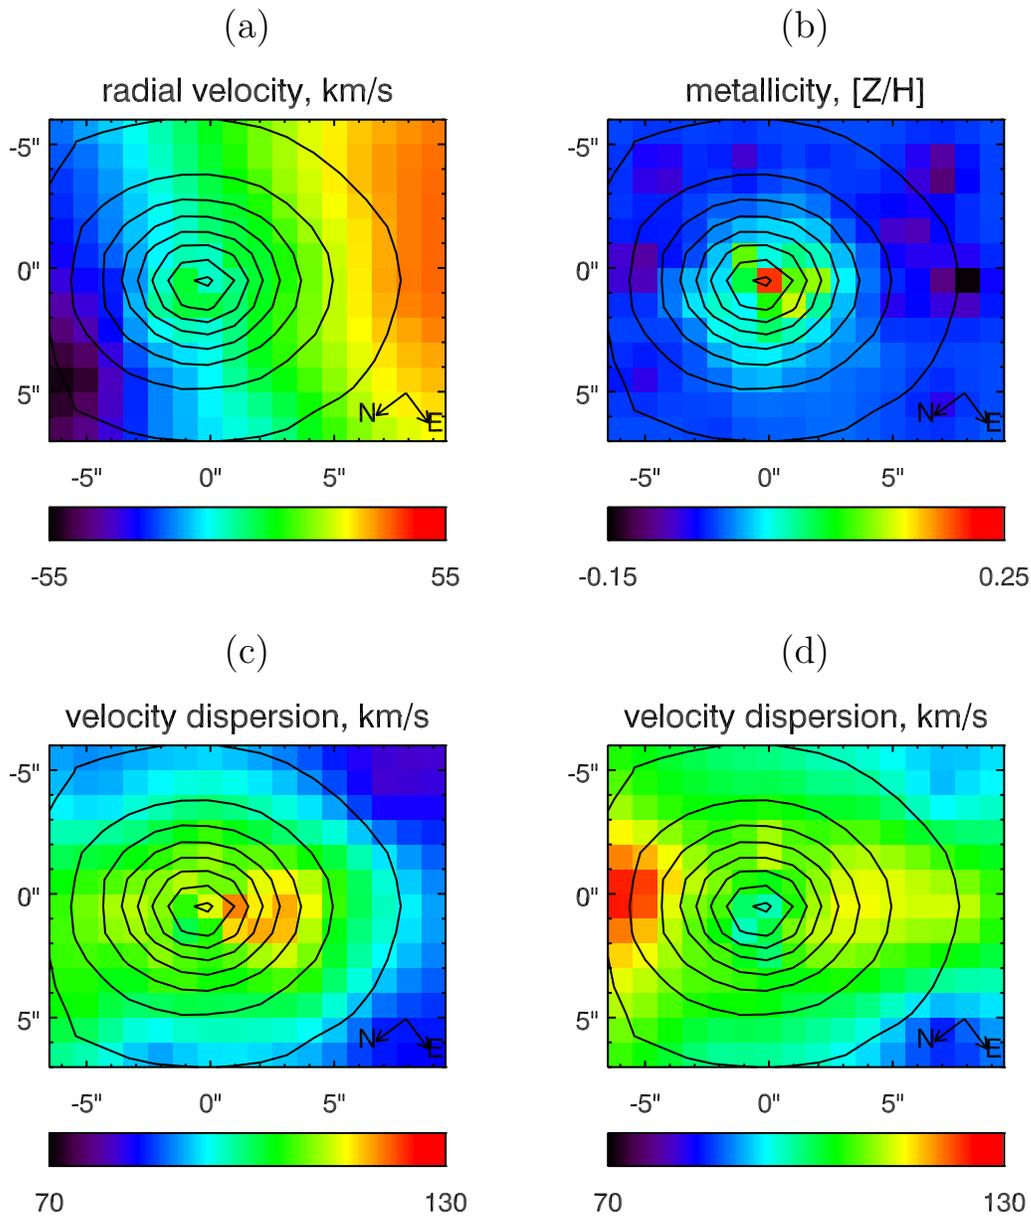 (a)
(b)
radial velocity, km/s
metallicity, [Z/H]
-5"
0"
5"
N
E
-5"
0"
5"
-55
55
-5"
0"
5"
N
E
-5"
0"
5"
-0.15
0.25
(c)
(d)
velocity dispersion, km/s
velocity dispersion, km/s
-5"
0"
5"
N
E
-5"
0"
5"
70
130
-5"
0"
5"
N
E
-5"
0"
5"
70
130